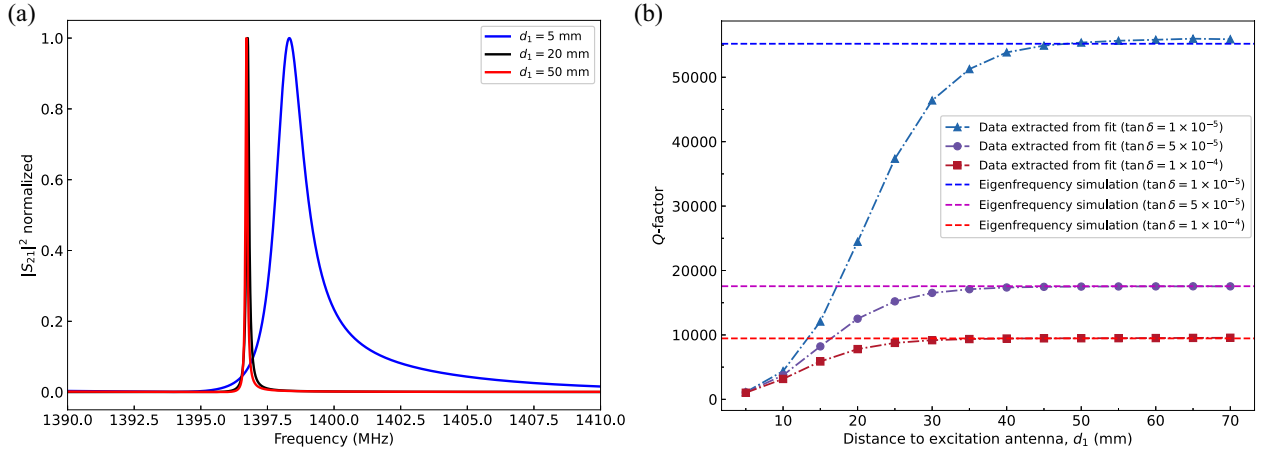 (a)
1.0
0.8
0.6
0.4
0.2
0.0
|S₂₁|² normalized
d₁ = 5 mm
d₁ = 20 mm
d₁ = 50 mm
1390.0 1392.5 1395.0 1397.5 1400.0 1402.5 1405.0 1407.5 1410.0
Frequency (MHz)
(b)
50000
40000
30000
20000
10000
0
Q-factor
Data extracted from fit (tan δ = 1 × 10⁻⁵)
Data extracted from fit (tan δ = 5 × 10⁻⁵)
Data extracted from fit (tan δ = 1 × 10⁻⁴)
Eigenfrequency simulation (tan δ = 1 × 10⁻⁵)
Eigenfrequency simulation (tan δ = 5 × 10⁻⁵)
Eigenfrequency simulation (tan δ = 1 × 10⁻⁴)
10 20 30 40 50 60 70
Distance to excitation antenna, d₁ (mm)